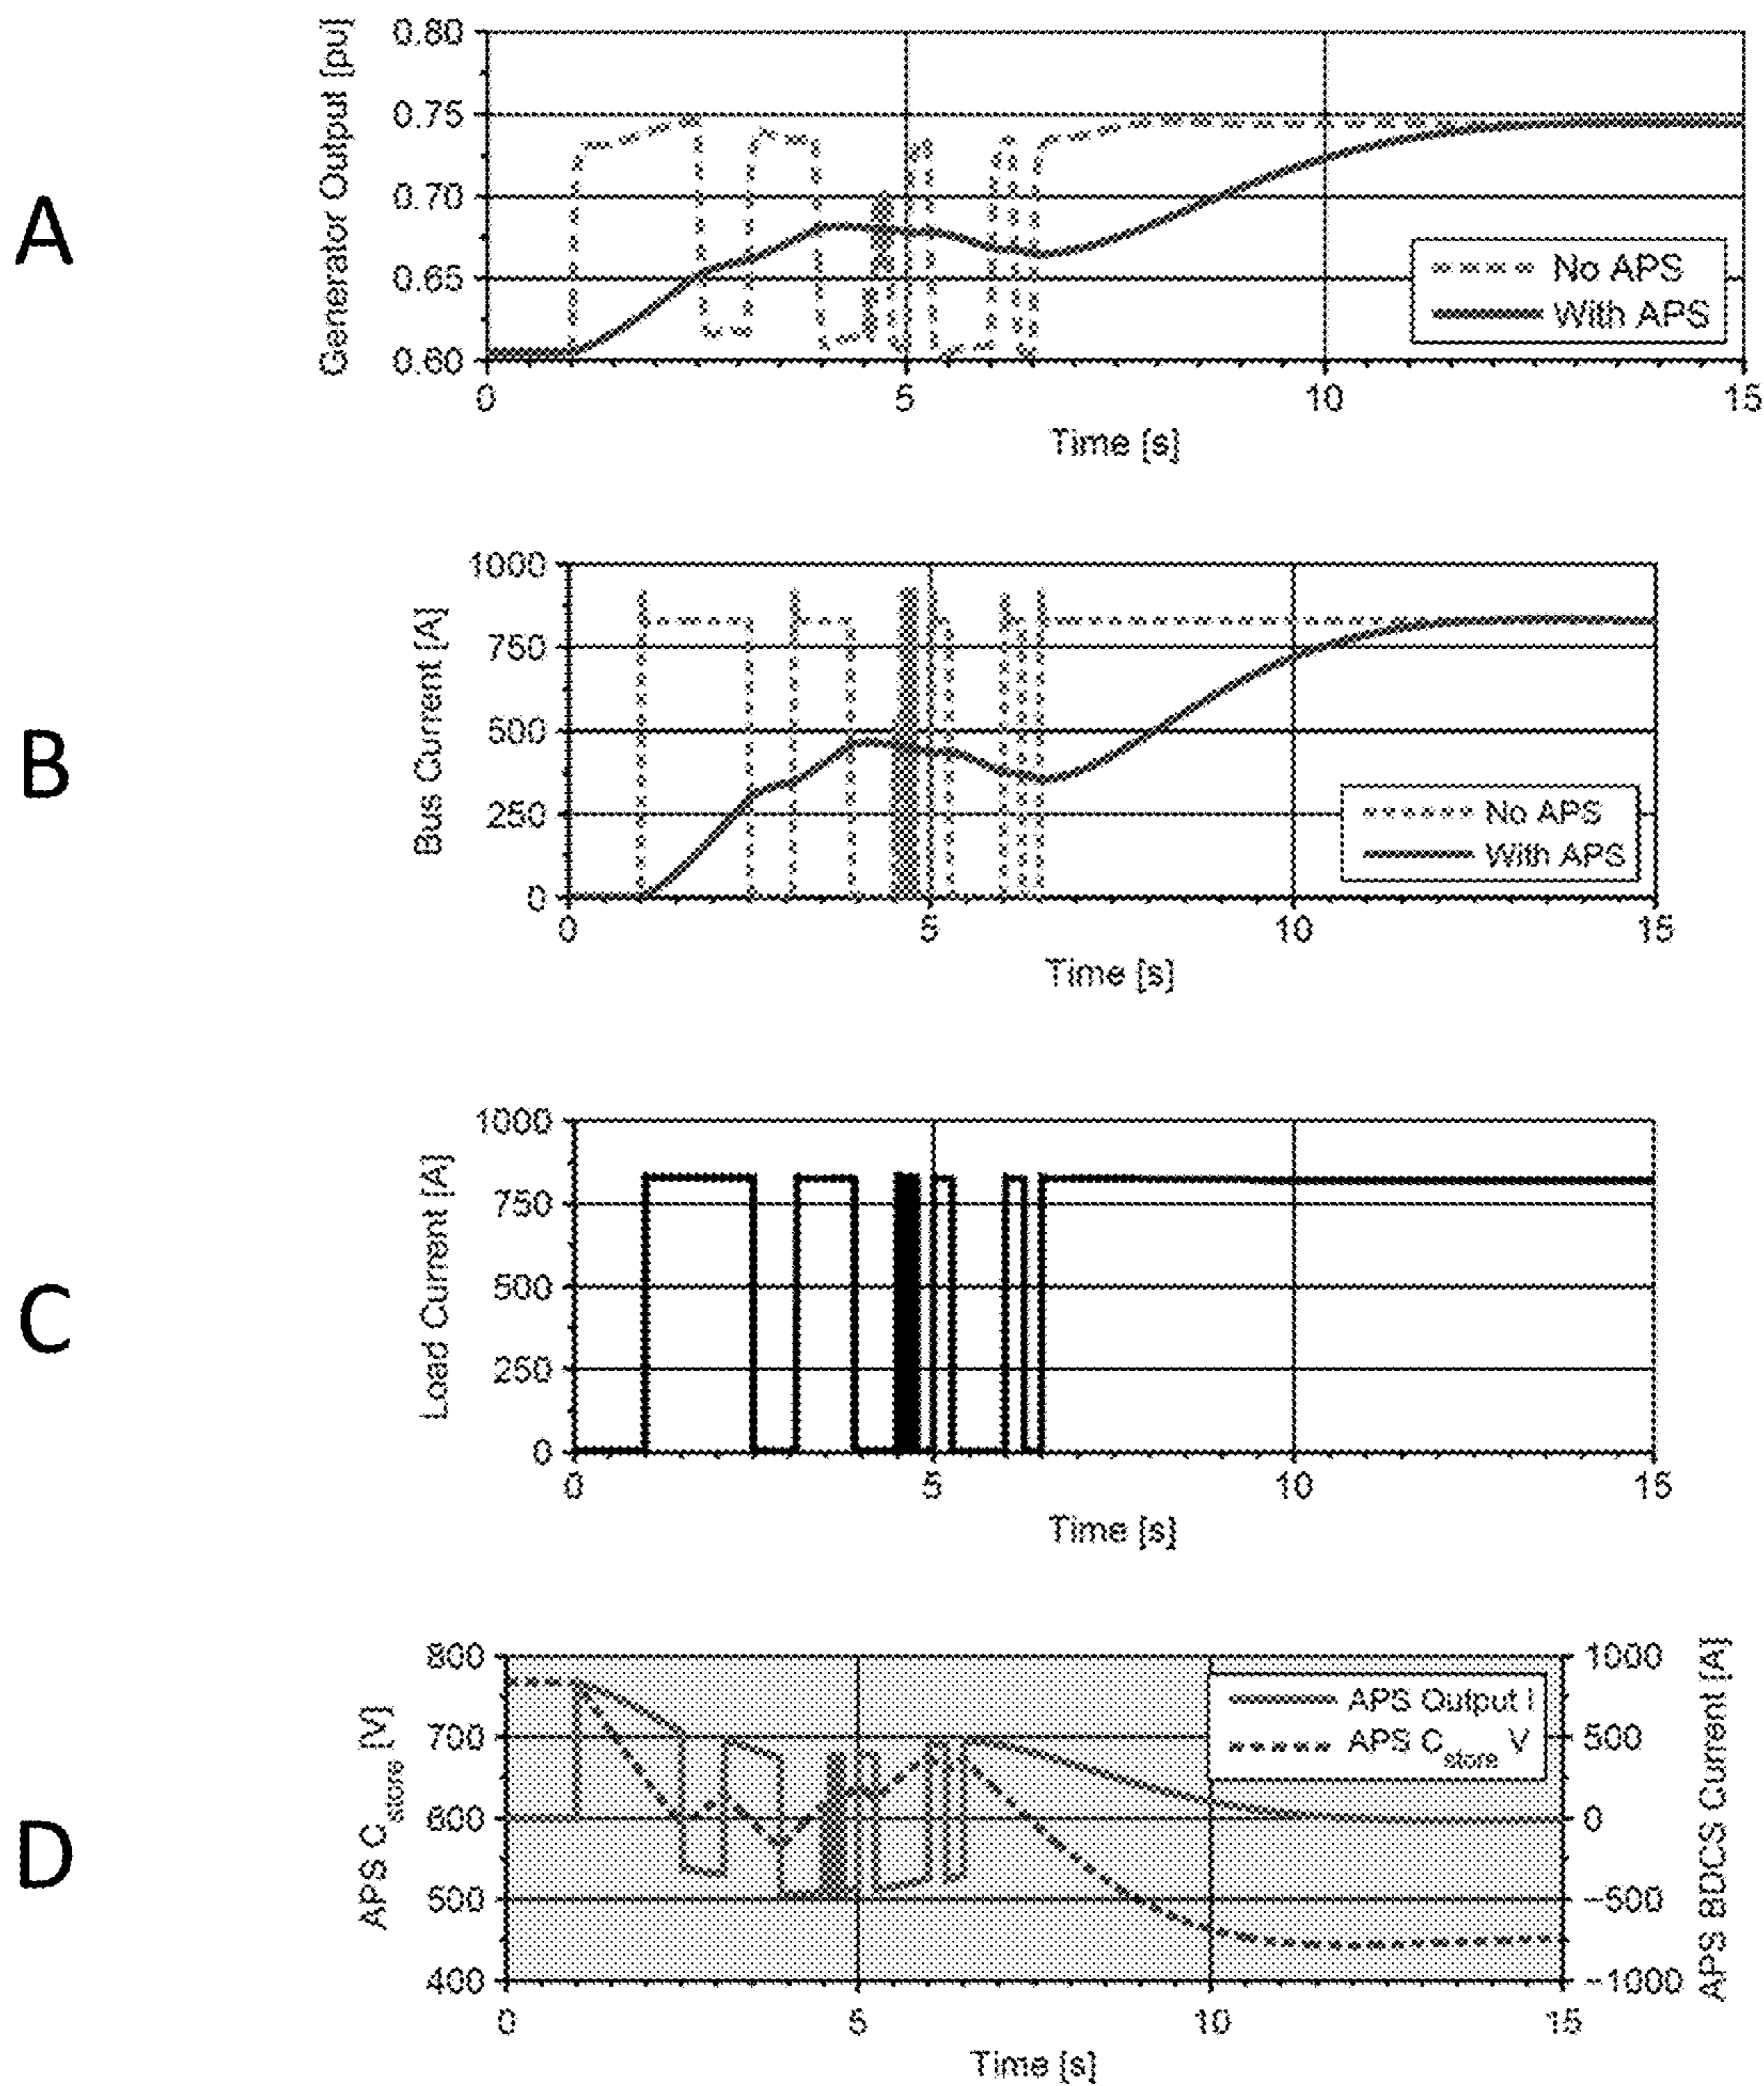 A
Generator Output [pu]
0.80
0.75
0.70
0.65
0.60
No APS
With APS
0 5 10 15
Time [s]
B
Bus Current [A]
1000
750
500
250
0
No APS
With APS
0 5 10 15
Time [s]
C
Load Current [A]
1000
750
500
250
0
0 5 10 15
Time [s]
D
APS Cstore [V]
800
700
600
500
400
APS Output I
APS Cstore V
1000
500
0
−500
−1000
APS BDCS Current [A]
0 5 10 15
Time [s]